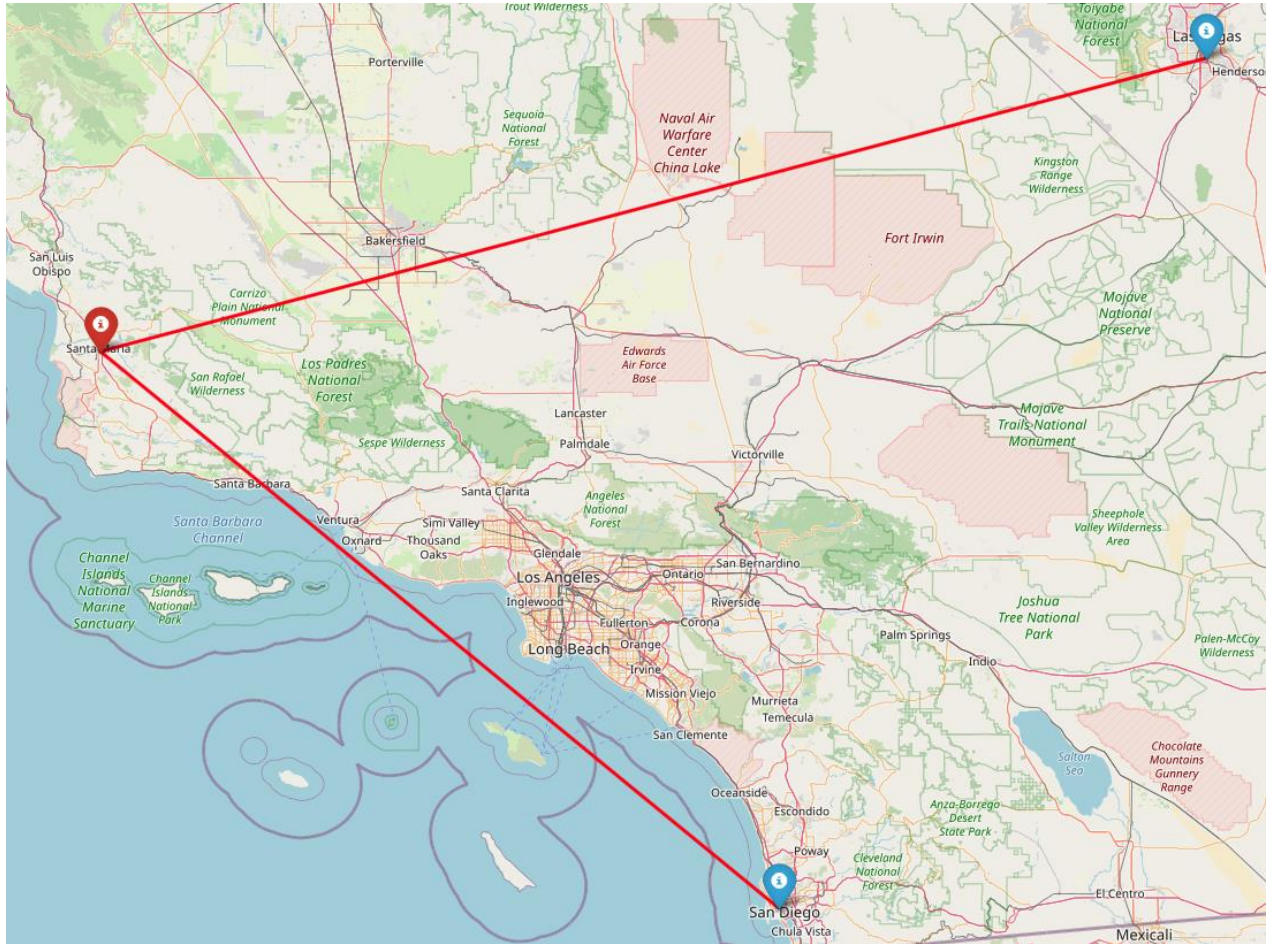 Trout Wilderness
Toiyabe
National
Forest
Porterville
Henderso
Sequoia
National
Forest
Naval Air
Warfare
Center
China Lake
Kingston
Range
Wilderness
Bakersfield
Fort Irwin
San Luis
Obispo
Carrizo
Plain National
Monument
Mojave
National
Preserve
Los Padres
National
Forest
San Rafael
Wilderness
Edwards
Air Force
Base
Lancaster
Mojave
Trails National
Monument
Sespe Wilderness
Palmdale
Victorville
Santa Barbara
Santa Clarita
Angeles
National
Forest
Sheephole
Valley Wilderness
Area
Santa Barbara
Channel
Ventura
Oxnard
Simi Valley
Thousand
Oaks
Glendale
San Bernardino
Los Angeles
Ontario
Channel
Islands
National
Marine
Sanctuary
Channel
Islands
National
Park
Inglewood
Riverside
Joshua
Tree National
Park
Fullerton
Corona
Palm Springs
Palen-McCoy
Wilderness
Long Beach
Orange
Irvine
Indio
Mission Viejo
Murrieta
Temecula
San Clemente
Salton
Sea
Chocolate
Mountains
Gunnery
Range
Oceanside
Escondido
Anza-Borrego
Desert
State Park
Poway
Cleveland
National
Forest
El Centro
San Diego
Chula Vista
Mexicali